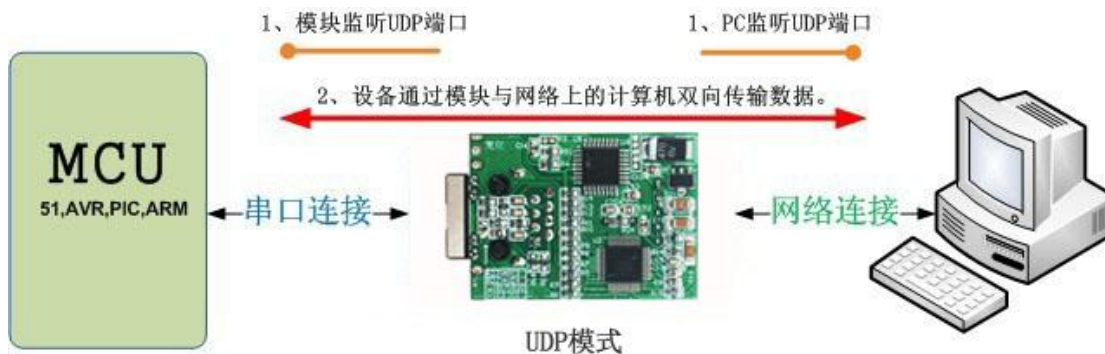 1、模块监听UDP端口
1、PC监听UDP端口
2、设备通过模块与网络上的计算机双向传输数据。
MCU
51,AVR,PIC,ARM
串口连接
网络连接
UDP模式